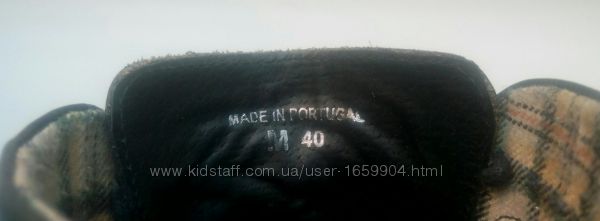 MADE IN PORTUGAL
M 40
www.kidstaff.com.ua/user-1659904.html